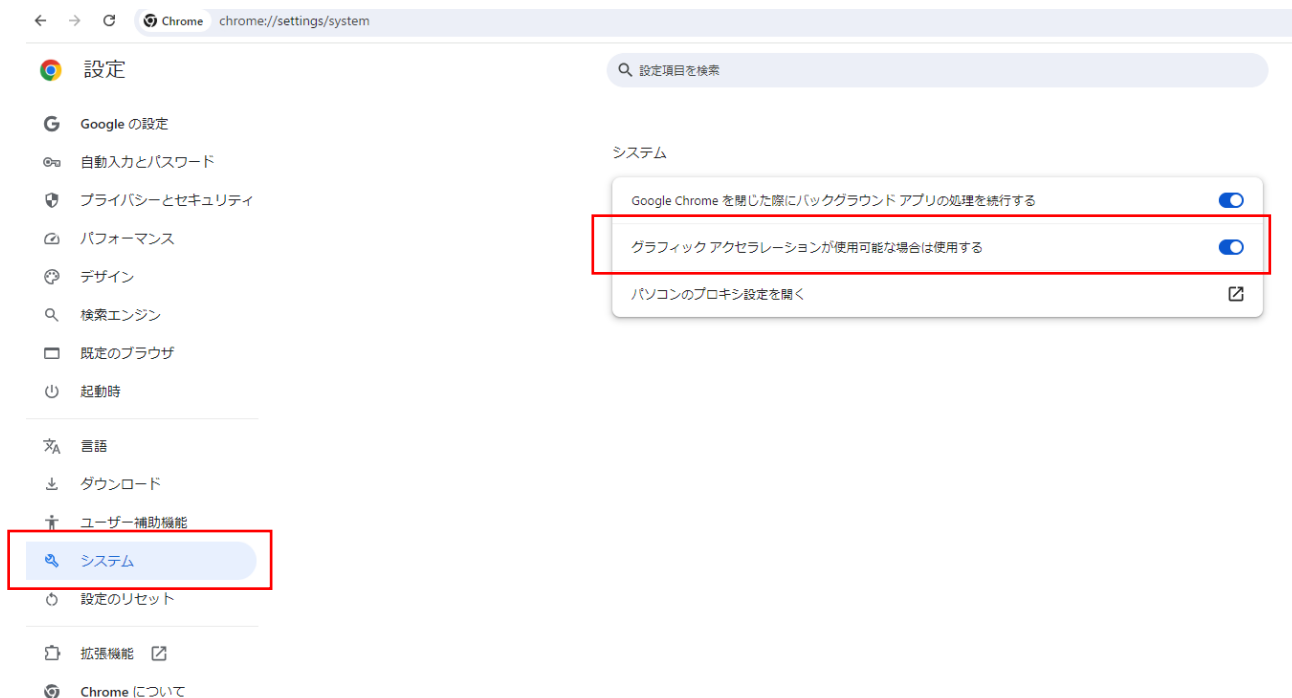 Chrome chrome://settings/system
設定
設定項目を検索
Google の設定
自動入力とパスワード
プライバシーとセキュリティ
パフォーマンス
デザイン
検索エンジン
既定のブラウザ
起動時
言語
ダウンロード
ユーザー補助機能
システム
設定のリセット
拡張機能
Chrome について
システム
Google Chrome を閉じた際にバックグラウンド アプリの処理を続行する
グラフィック アクセラレーションが使用可能な場合は使用する
パソコンのプロキシ設定を開く